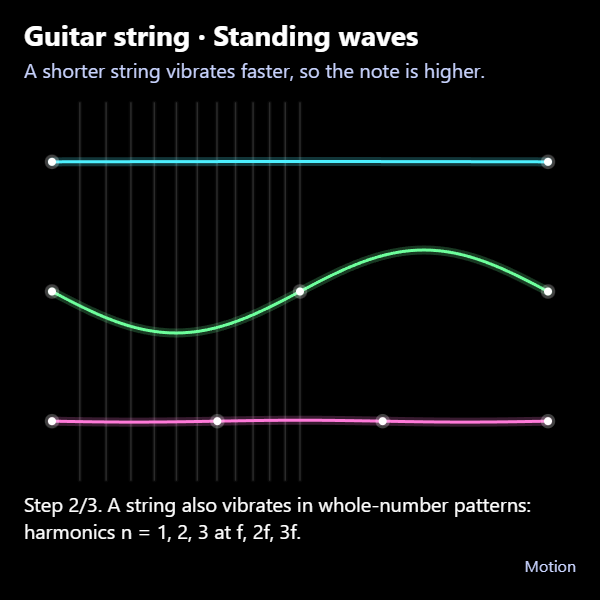 Guitar string · Standing waves
A shorter string vibrates faster, so the note is higher.
Step 2/3. A string also vibrates in whole-number patterns:
harmonics n = 1, 2, 3 at f, 2f, 3f.
Motion